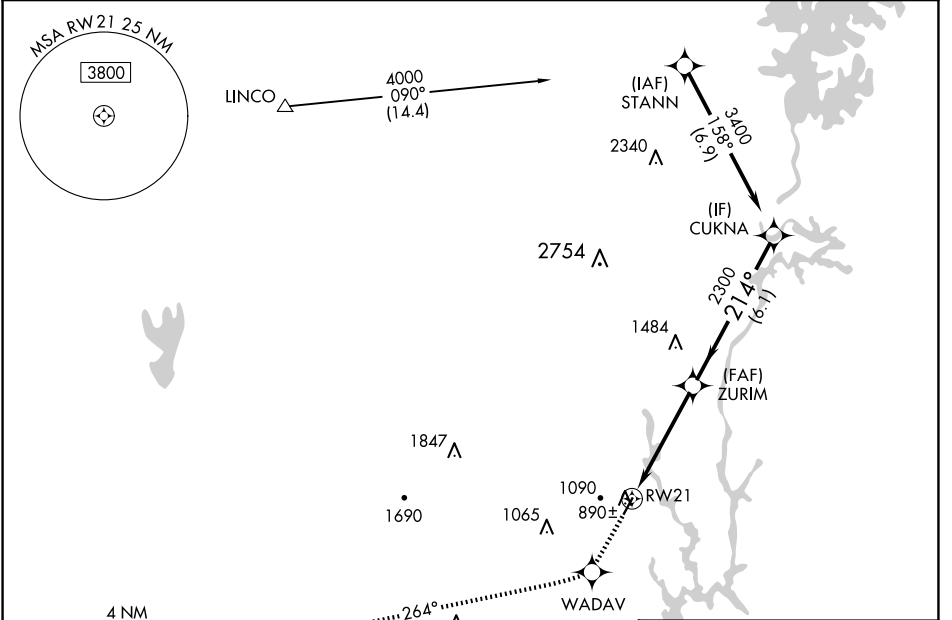 MSA RW21 25 NM
3800
LINCO
4000
090°
(14.4)
(IAF)
STANN
3400
158°
(6.9)
2340
(IF)
CUKNA
2754
2300
214°
(6.1)
1484
(FAF)
ZURIM
1847
1690
1090
RW21
890±
1065
WADAV
264°
4 NM